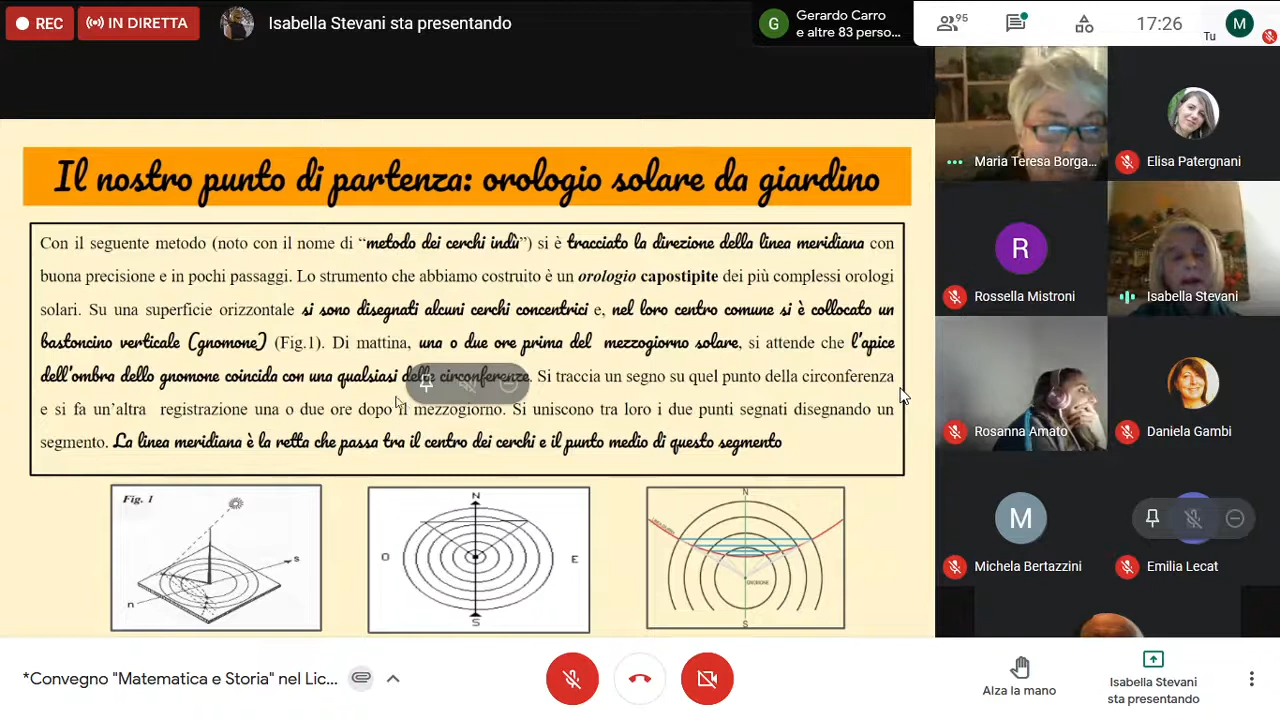 REC
IN DIRETTA
Isabella Stevani sta presentando
G
Gerardo Carro
e altre 83 perso...
95
17:26
Tu
M
Il nostro punto di partenza: orologio solare da giardino
Con il seguente metodo (noto con il nome di “metodo dei cerchi indù”) si è tracciato la direzione della linea meridiana con
buona precisione e in pochi passaggi. Lo strumento che abbiamo costruito è un orologio capostipite dei più complessi orologi
solari. Su una superficie orizzontale si sono disegnati alcuni cerchi concentrici e, nel loro centro comune si è collocato un
bastoncino verticale (gnomone) (Fig.1). Di mattina, una o due ore prima del mezzogiorno solare, si attende che l'apice
dell'ombra dello gnomone coincida con una qualsiasi delle circonferenze. Si traccia un segno su quel punto della circonferenza
e si fa un'altra registrazione una o due ore dopo il mezzogiorno. Si uniscono tra loro i due punti segnati disegnando un
segmento. La linea meridiana è la retta che passa tra il centro dei cerchi e il punto medio di questo segmento
Fig. 1
s
n
N
O
E
S
N
S
Maria Teresa Borga...
Elisa Patergnani
R
Rossella Mistroni
Isabella Stevani
Rosanna Amato
Daniela Gambi
M
Michela Bertazzini
Emilia Lecat
*Convegno "Matematica e Storia" nel Lic...
Alza la mano
Isabella Stevani
sta presentando